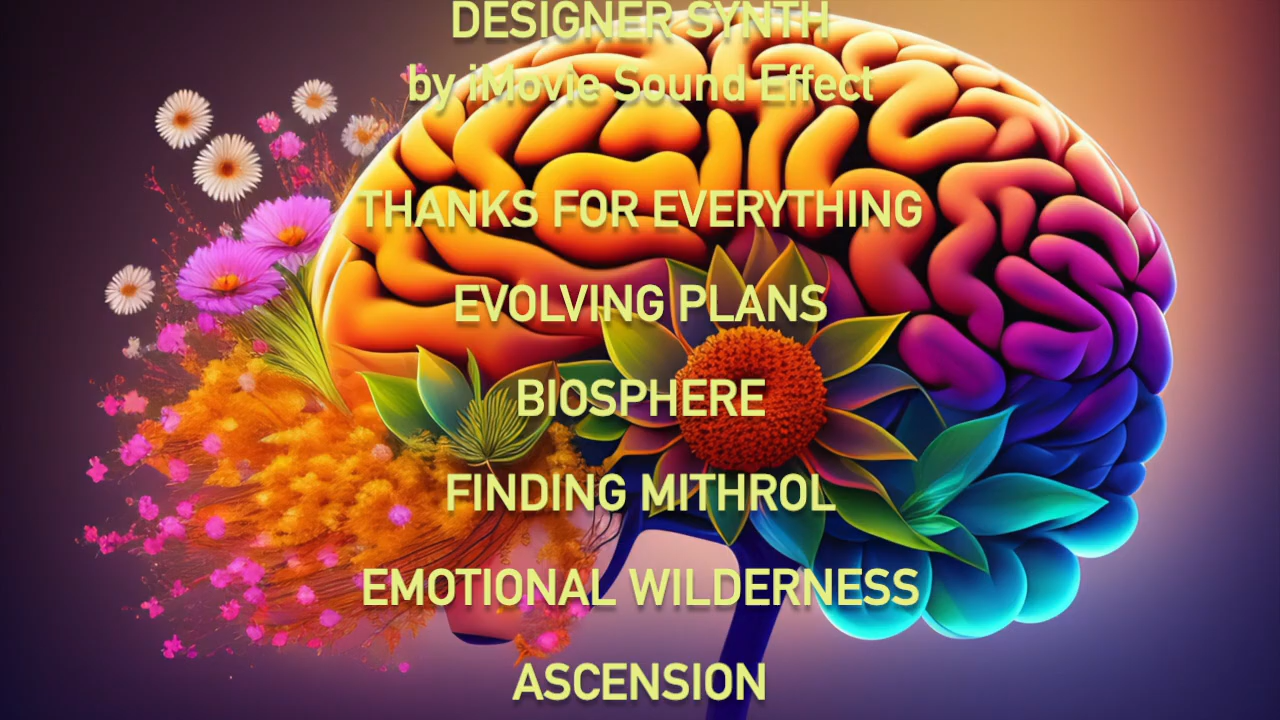 DESIGNER SYNTH
by iMovie Sound Effect
THANKS FOR EVERYTHING
EVOLVING PLANS
BIOSPHERE
FINDING MITHROL
EMOTIONAL WILDERNESS
ASCENSION